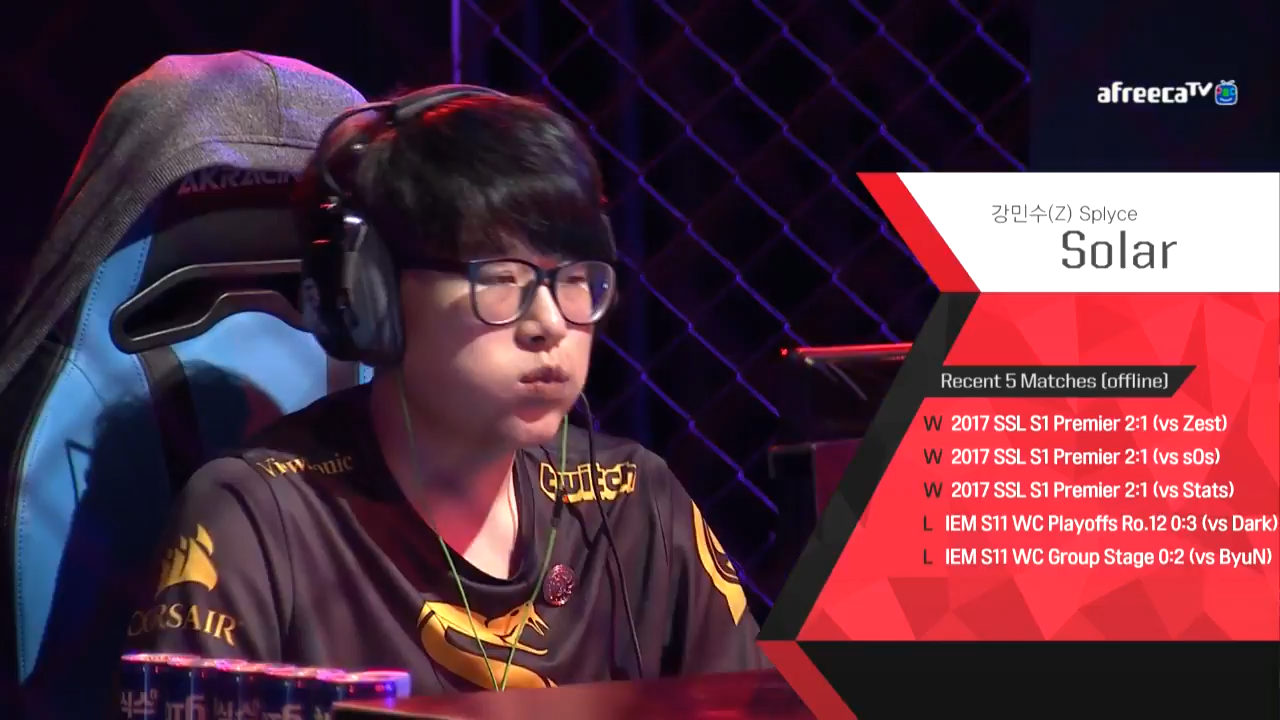 afreecaTV
AKRACING
강민수(Z) Splyce
Solar
Recent 5 Matches (offline)
W 2017 SSL S1 Premier 2:1 (vs Zest)
W 2017 SSL S1 Premier 2:1 (vs sOs)
W 2017 SSL S1 Premier 2:1 (vs Stats)
L IEM S11 WC Playoffs Ro.12 0:3 (vs Dark)
L IEM S11 WC Group Stage 0:2 (vs ByuN)
ViewSonic
twitch
CORSAIR